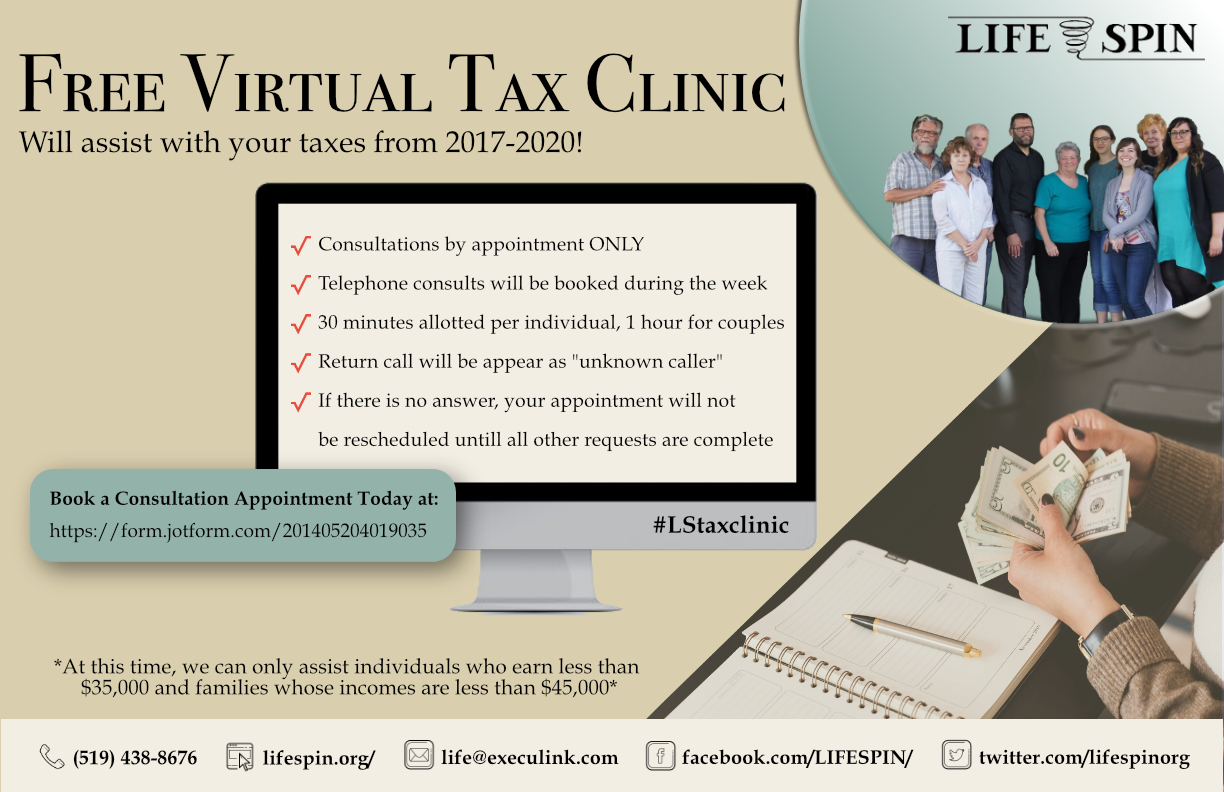 LIFE SPIN
FREE VIRTUAL TAX CLINIC
Will assist with your taxes from 2017-2020!
Consultations by appointment ONLY
Telephone consults will be booked during the week
30 minutes allotted per individual, 1 hour for couples
Return call will be appear as "unknown caller"
If there is no answer, your appointment will not
be rescheduled untill all other requests are complete
Book a Consultation Appointment Today at:
https://form.jotform.com/201405204019035
#LStaxclinic
10
5
*At this time, we can only assist individuals who earn less than
$35,000 and families whose incomes are less than $45,000*
(519) 438-8676
lifespin.org/
life@execulink.com
facebook.com/LIFESPIN/
twitter.com/lifespinorg